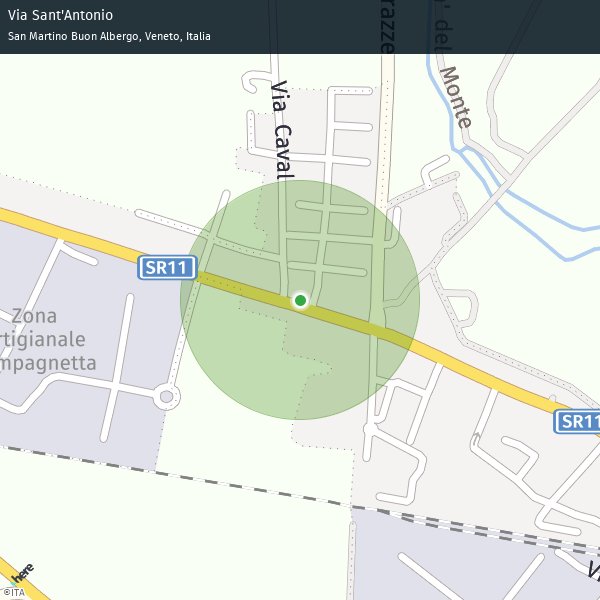 Via Sant'Antonio
San Martino Buon Albergo, Veneto, Italia
razze
' del
Monte
Via Caval
SR11
Zona
rtigianale
mpagnetta
SR11
here
©ITA